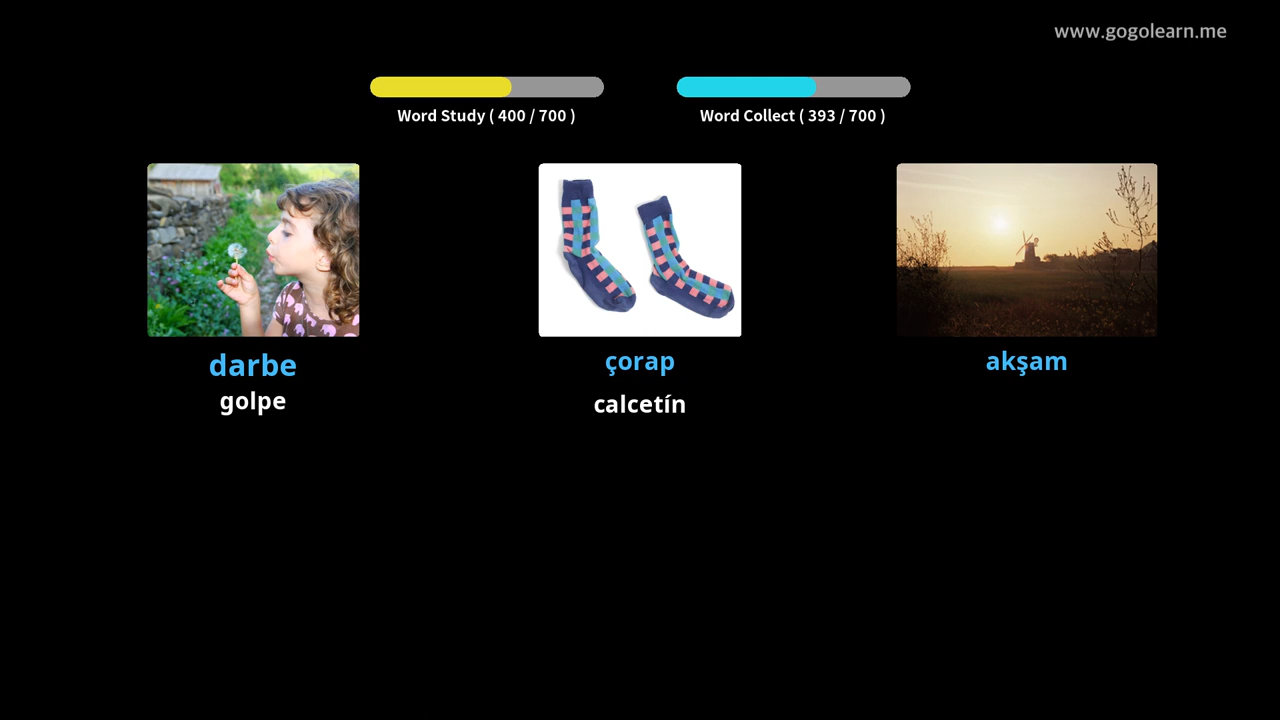 www.gogolearn.me
Word Study ( 400 / 700 )
Word Collect ( 393 / 700 )
darbe
golpe
çorap
calcetín
akşam